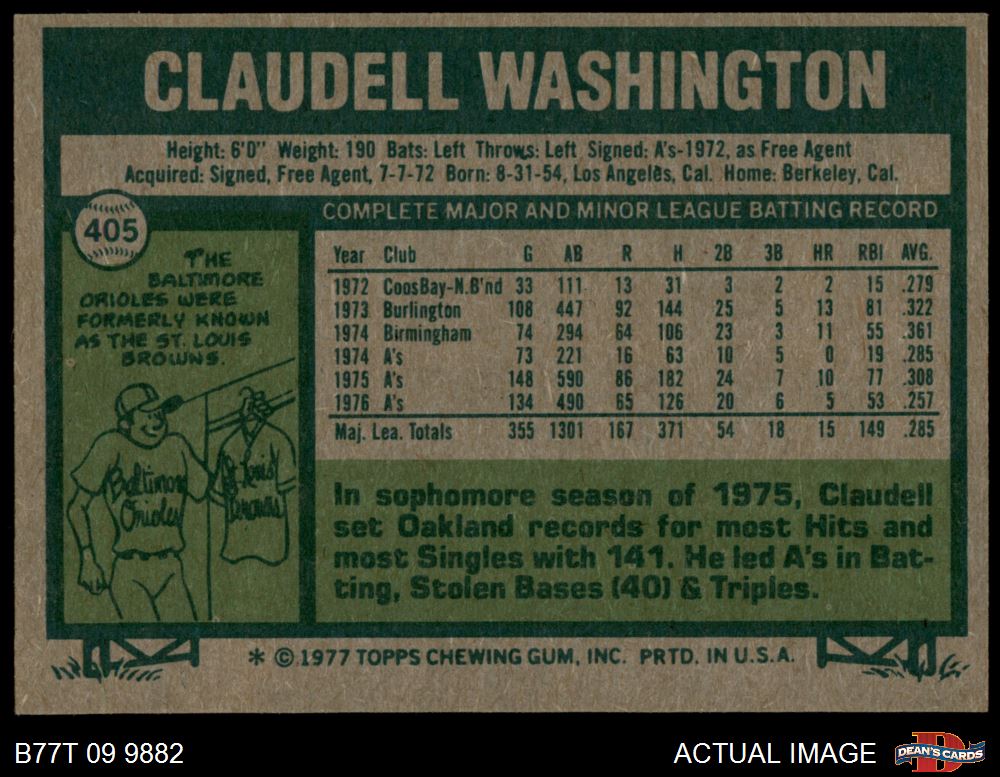 CLAUDELL WASHINGTON
Height: 6'0" Weight: 190 Bats: Left Throws: Left Signed: A's-1972, as Free Agent
Acquired: Signed, Free Agent, 7-7-72 Born: 8-31-54, Los Angeles, Cal. Home: Berkeley, Cal.
405
THE
BALTIMORE
ORIOLES WERE
FORMERLY KNOWN
AS THE ST. LOUIS
BROWNS.
Baltimore
Orioles
St. Louis
Browns
COMPLETE MAJOR AND MINOR LEAGUE BATTING RECORD
Year Club G AB R H 2B 3B HR RBI AVG.
1972 CoosBay-N.B'nd 33 111 13 31 3 2 2 15 .279
1973 Burlington 108 447 92 144 25 5 13 81 .322
1974 Birmingham 74 294 64 106 23 3 11 55 .361
1974 A's 73 221 16 63 10 5 0 19 .285
1975 A's 148 590 86 182 24 7 10 77 .308
1976 A's 134 490 65 126 20 6 5 53 .257
Maj. Lea. Totals 355 1301 167 371 54 18 15 149 .285
In sophomore season of 1975, Claudell
set Oakland records for most Hits and
most Singles with 141. He led A's in Bat-
ting, Stolen Bases (40) & Triples.
* © 1977 TOPPS CHEWING GUM, INC. PRTD. IN U.S.A.
B77T 09 9882
ACTUAL IMAGE
D
DEAN'S CARDS